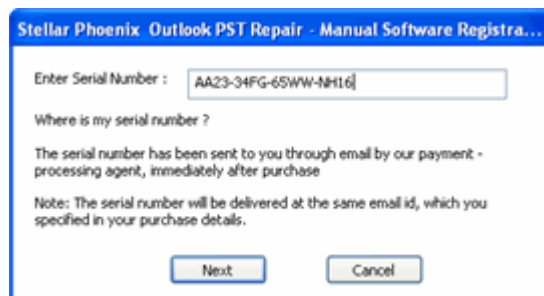 Stellar Phoenix Outlook PST Repair - Manual Software Registra...
Enter Serial Number : AA23-34FG-65WW-NH16
Where is my serial number ?
The serial number has been sent to you through email by our payment -
processing agent, immediately after purchase
Note: The serial number will be delivered at the same email id, which you
specified in your purchase details.
Next Cancel